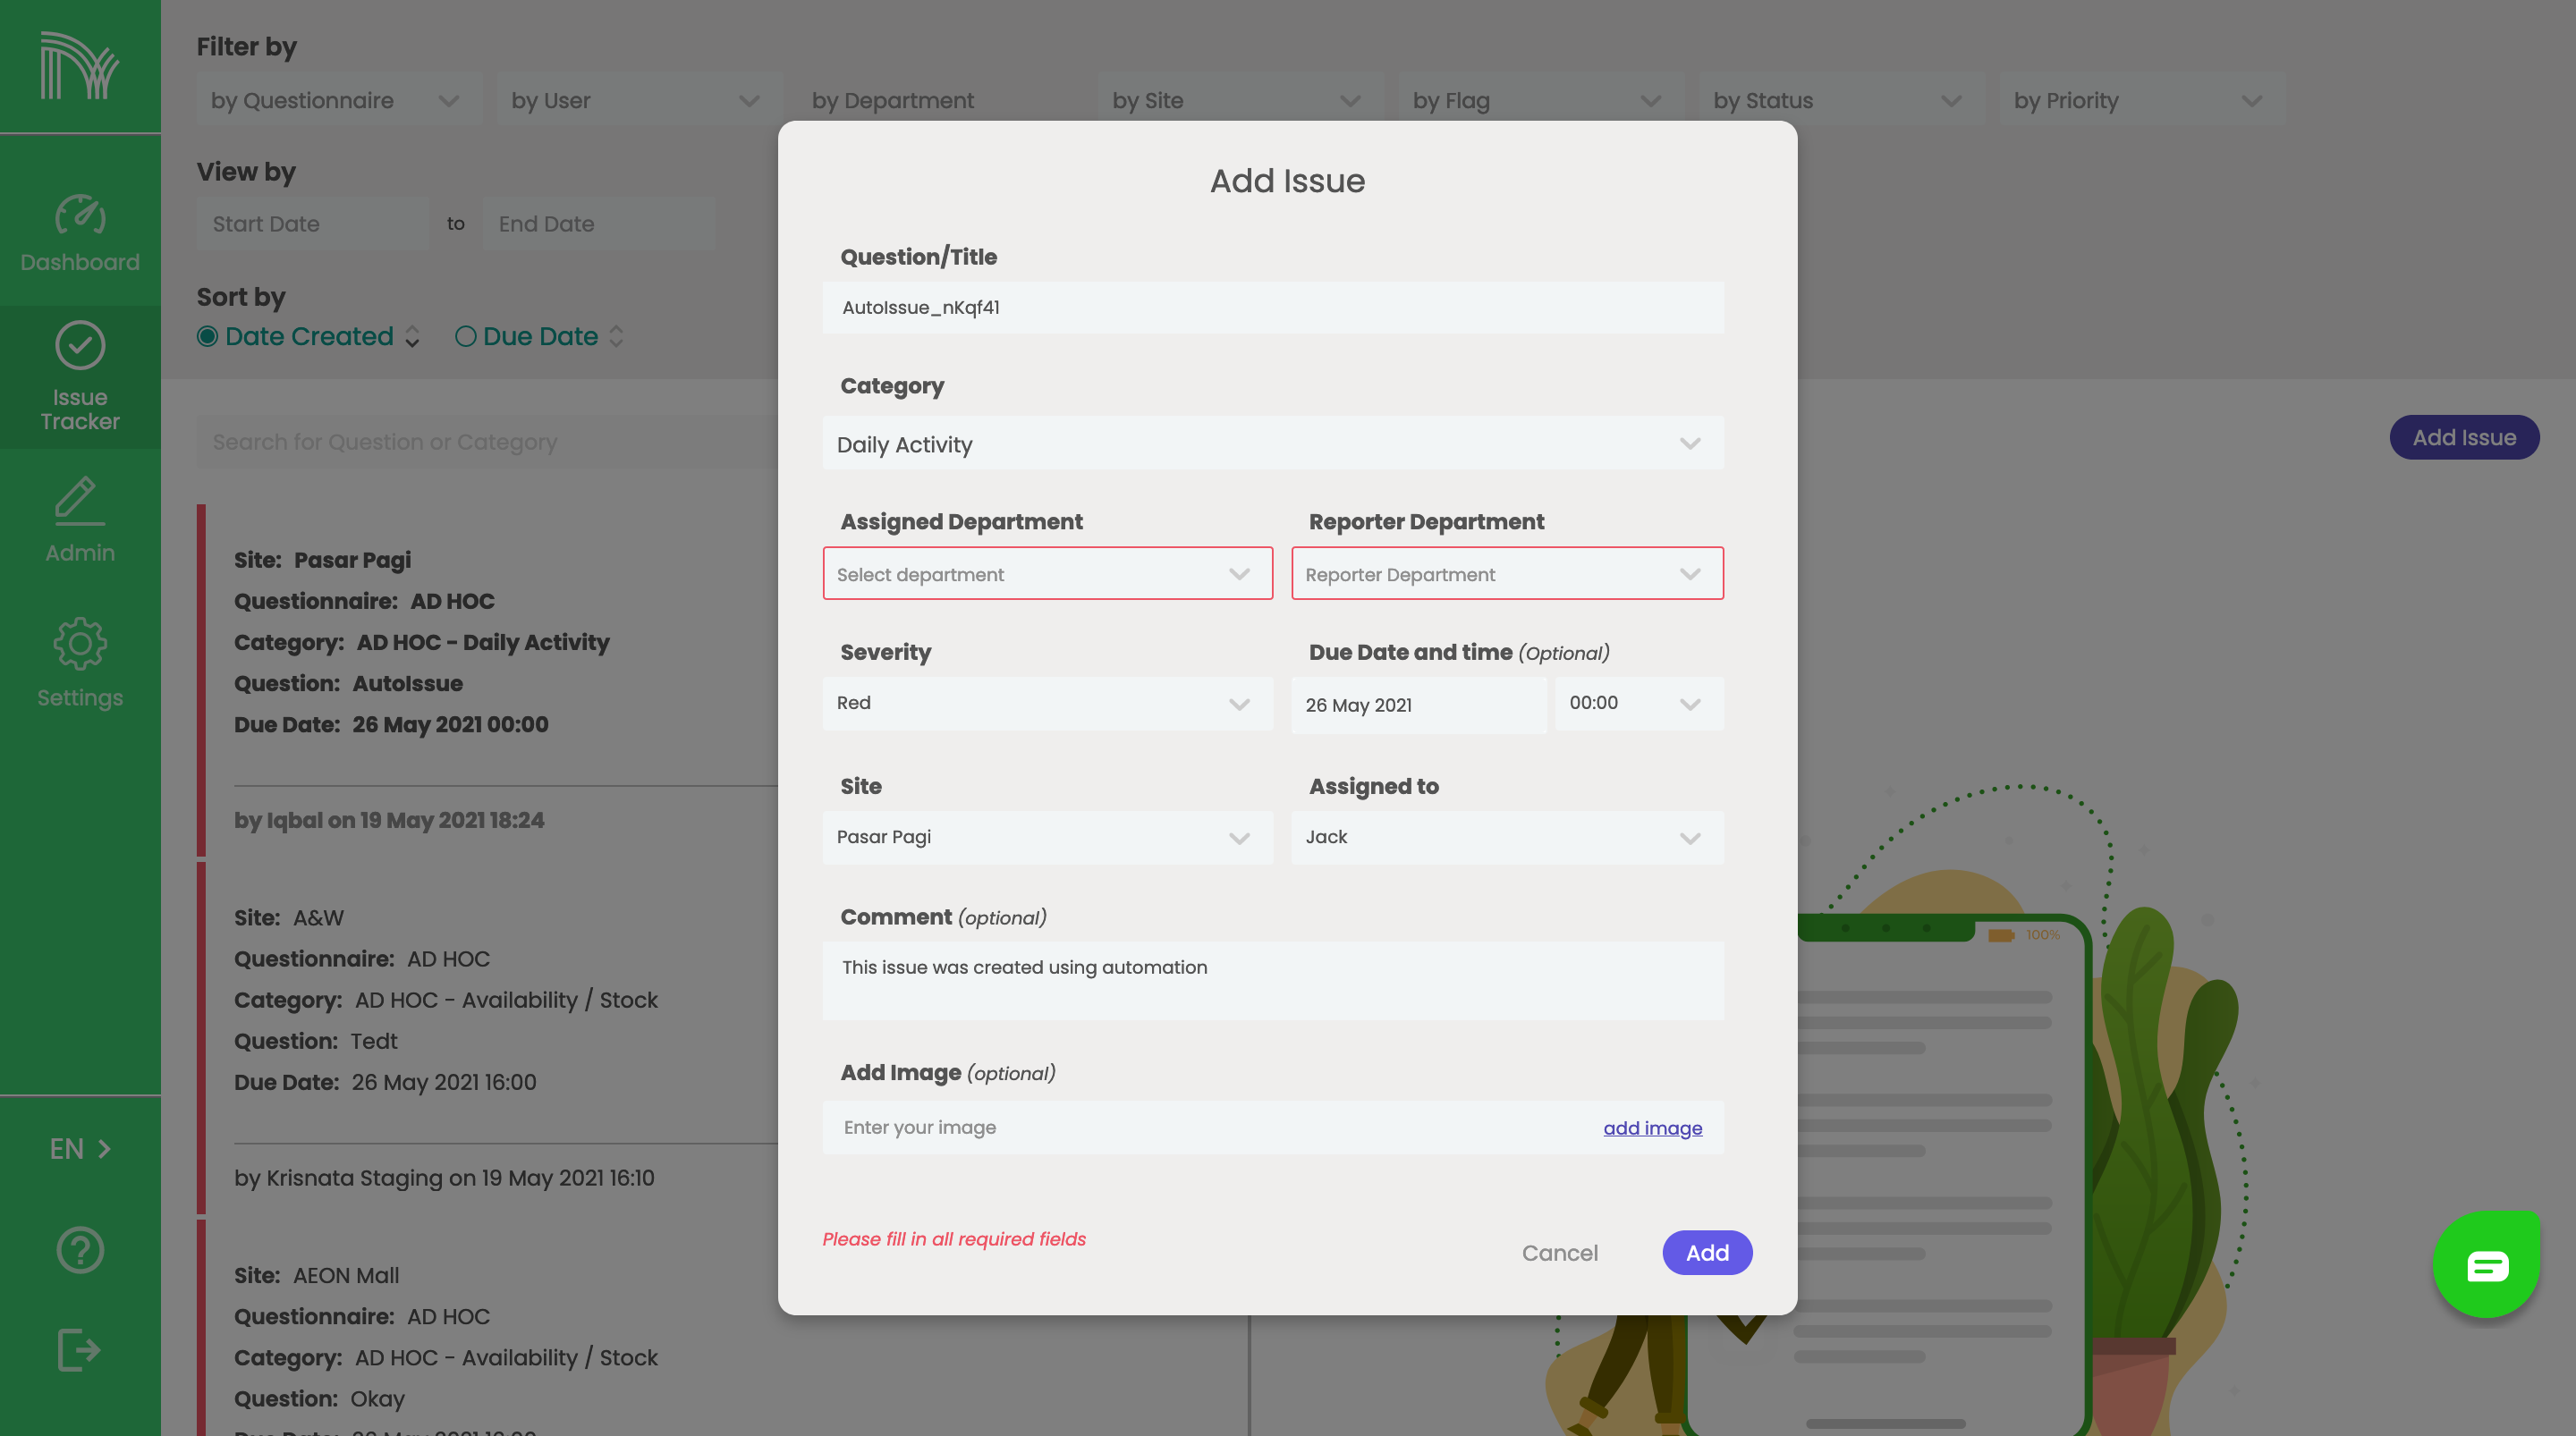 Filter by
by Questionnaire
by User
by Department
by Site
by Flag
by Status
by Priority
View by
Start Date
to
End Date
Sort by
Date Created
Due Date
Search for Question or Category
Add Issue
Dashboard
Issue
Tracker
Admin
Settings
EN
Site: Pasar Pagi
Questionnaire: AD HOC
Category: AD HOC - Daily Activity
Question: AutoIssue
Due Date: 26 May 2021 00:00
by Iqbal on 19 May 2021 18:24
Site: A&W
Questionnaire: AD HOC
Category: AD HOC - Availability / Stock
Question: Tedt
Due Date: 26 May 2021 16:00
by Krisnata Staging on 19 May 2021 16:10
Site: AEON Mall
Questionnaire: AD HOC
Category: AD HOC - Availability / Stock
Question: Okay
Add Issue
Question/Title
AutoIssue_nKqf41
Category
Daily Activity
Assigned Department
Reporter Department
Select department
Reporter Department
Severity
Due Date and time (Optional)
Red
26 May 2021
00:00
Site
Assigned to
Pasar Pagi
Jack
Comment (optional)
This issue was created using automation
Add Image (optional)
Enter your image
add image
Please fill in all required fields
Cancel
Add
100%